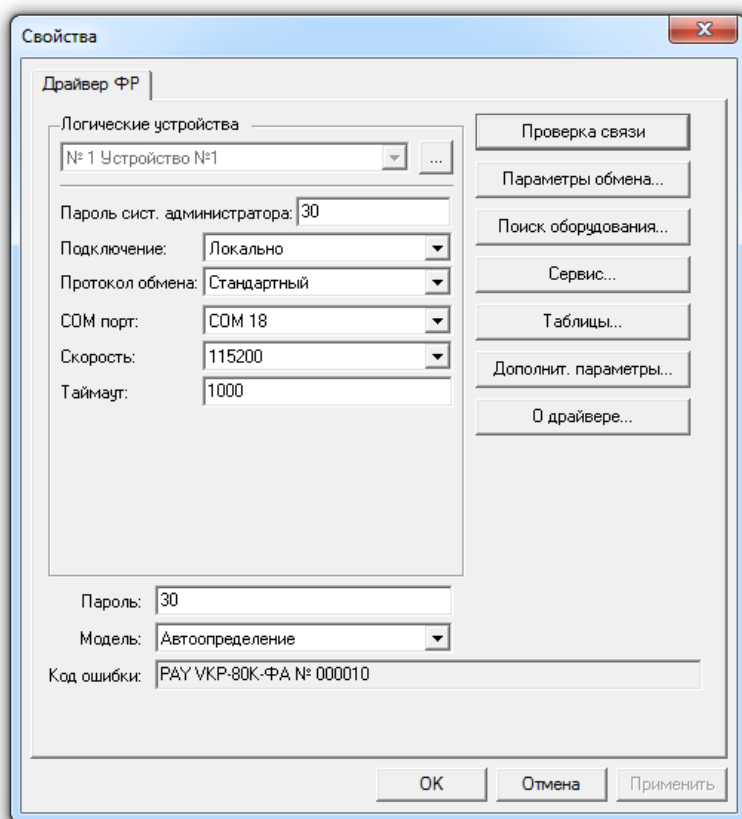 Свойства
Драйвер ФР
Логические устройства
№ 1 Устройство №1
...
Пароль сист. администратора: 30
Подключение: Локально
Протокол обмена: Стандартный
COM порт: COM 18
Скорость: 115200
Таймаут: 1000
Проверка связи
Параметры обмена...
Поиск оборудования...
Сервис...
Таблицы...
Дополнит. параметры...
О драйвере...
Пароль: 30
Модель: Автоопределение
Код ошибки: PAY VKP-80K-ФА № 000010
OK
Отмена
Применить